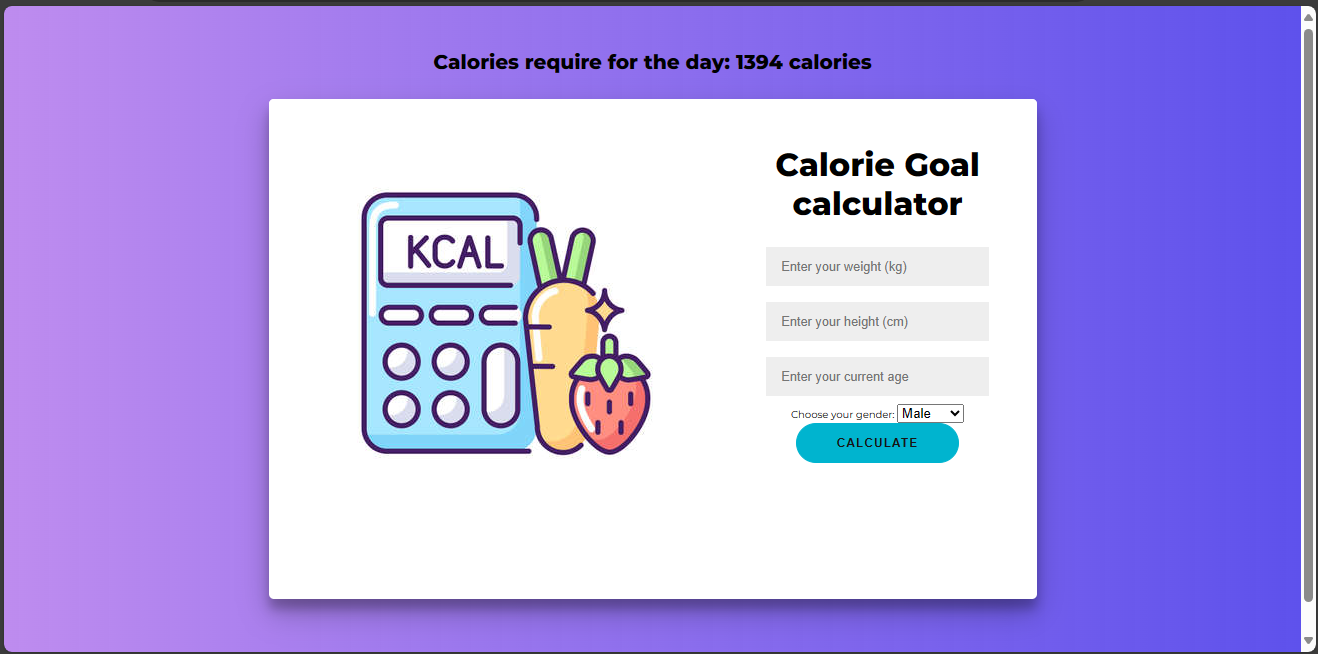 Calories require for the day: 1394 calories
KCAL
Calorie Goal
calculator
Enter your weight (kg)
Enter your height (cm)
Enter your current age
Choose your gender: Male
CALCULATE